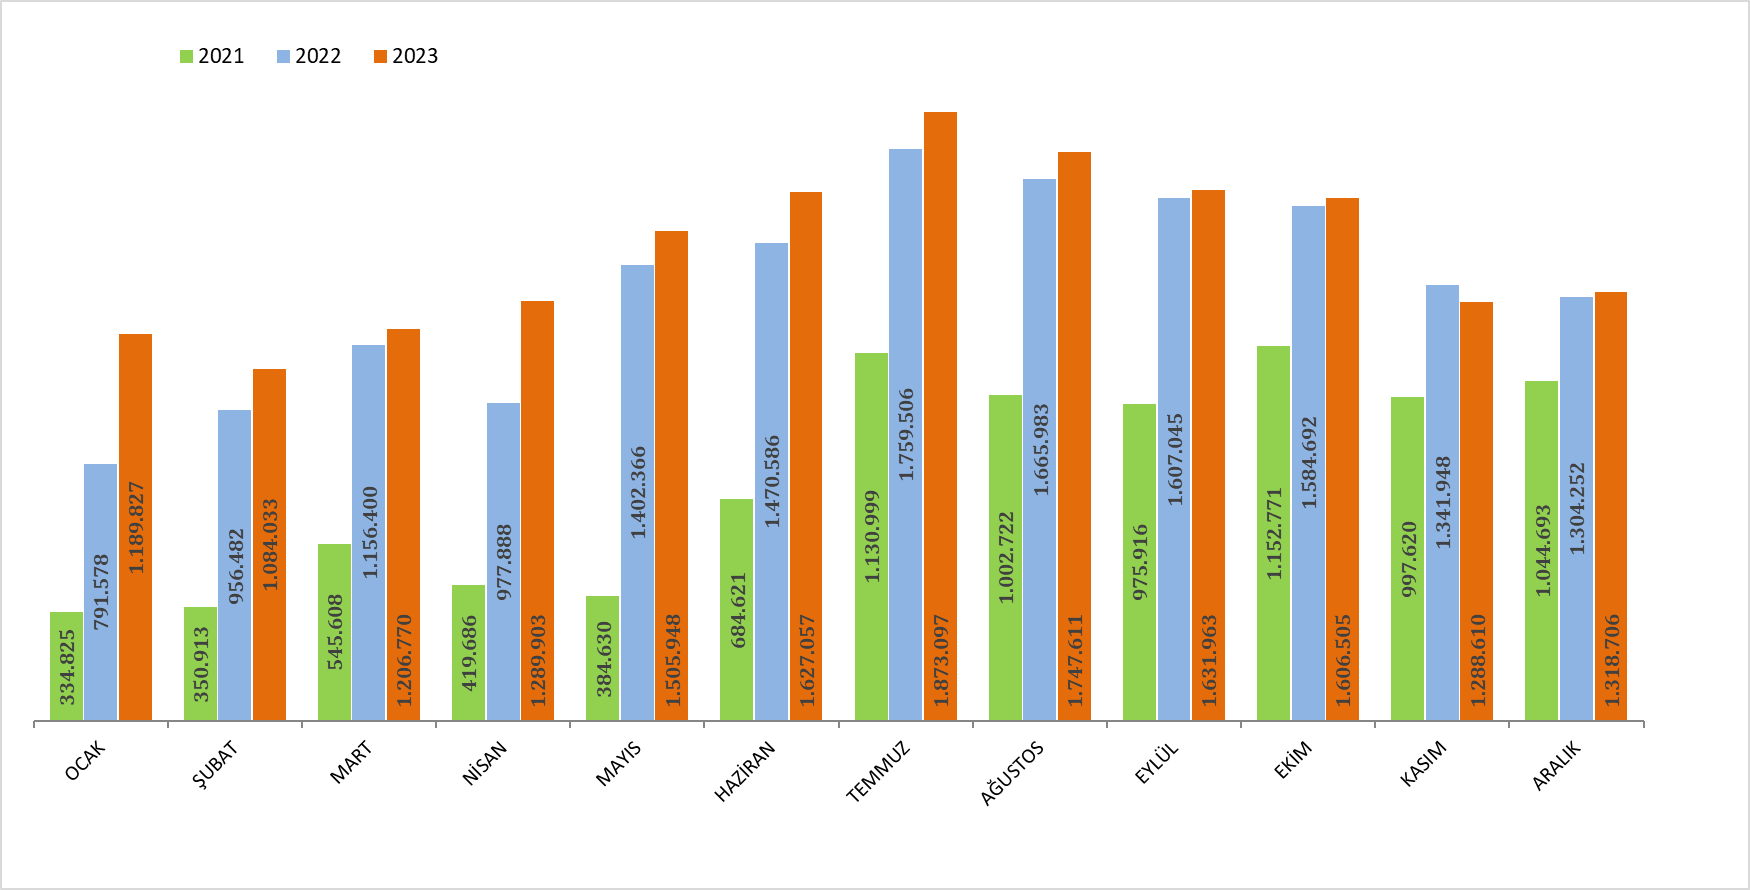 2021 2022 2023
334.825 791.578 1.189.827
350.913 956.482 1.084.033
545.608 1.156.400 1.206.770
419.686 977.888 1.289.903
384.630 1.402.366 1.505.948
684.621 1.470.586 1.627.057
1.130.999 1.759.506 1.873.097
1.002.722 1.665.983 1.747.611
975.916 1.607.045 1.631.963
1.152.771 1.584.692 1.606.505
997.620 1.341.948 1.288.610
1.044.693 1.304.252 1.318.706
OCAK
ŞUBAT
MART
NİSAN
MAYIS
HAZİRAN
TEMMUZ
AĞUSTOS
EYLÜL
EKİM
KASIM
ARALIK